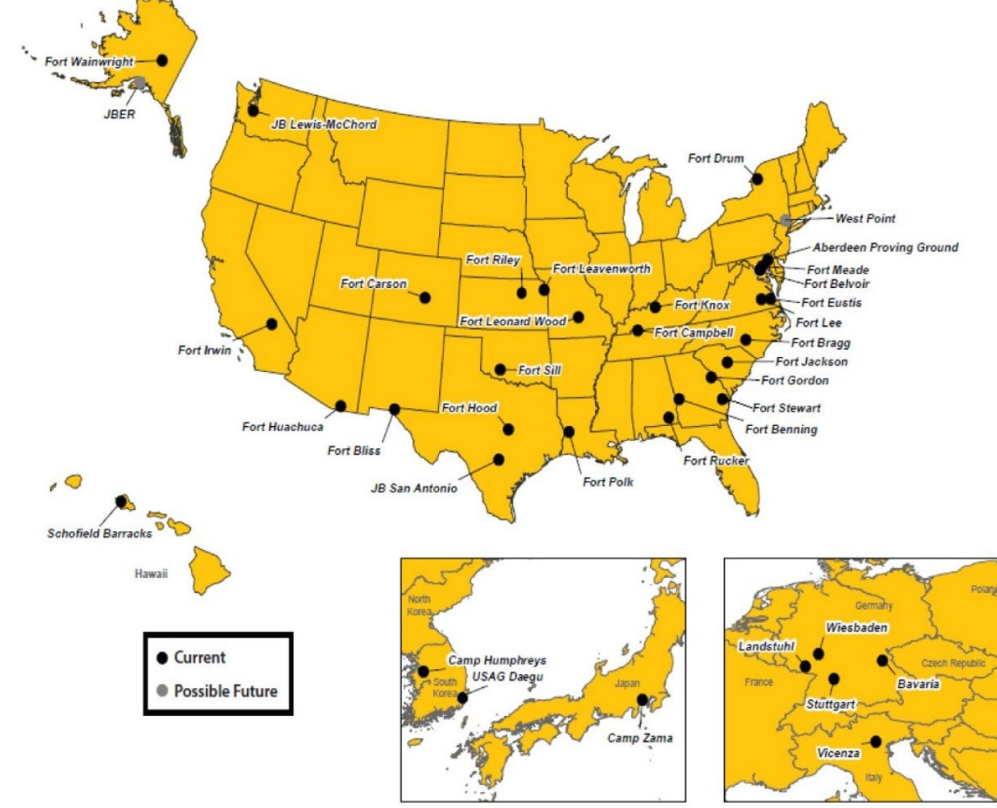 Fort Wainwright
JBER
JB Lewis-McChord
Fort Drum
West Point
Aberdeen Proving Ground
Fort Meade
Fort Belvoir
Fort Eustis
Fort Lee
Fort Bragg
Fort Jackson
Fort Gordon
Fort Stewart
Fort Benning
Fort Rucker
Fort Riley
Fort Leavenworth
Fort Carson
Fort Knox
Fort Leonard Wood
Fort Campbell
Fort Irwin
Fort Sill
Fort Hood
Fort Huachuca
Fort Bliss
JB San Antonio
Fort Polk
Schofield Barracks
Hawaii
Current
Possible Future
North
Korea
Camp Humphreys
USAG Daegu
South
Korea
Japan
Camp Zama
Germany
Wiesbaden
Landstuhl
Czech Republic
France
Bavaria
Stuttgart
Vicenza
Italy